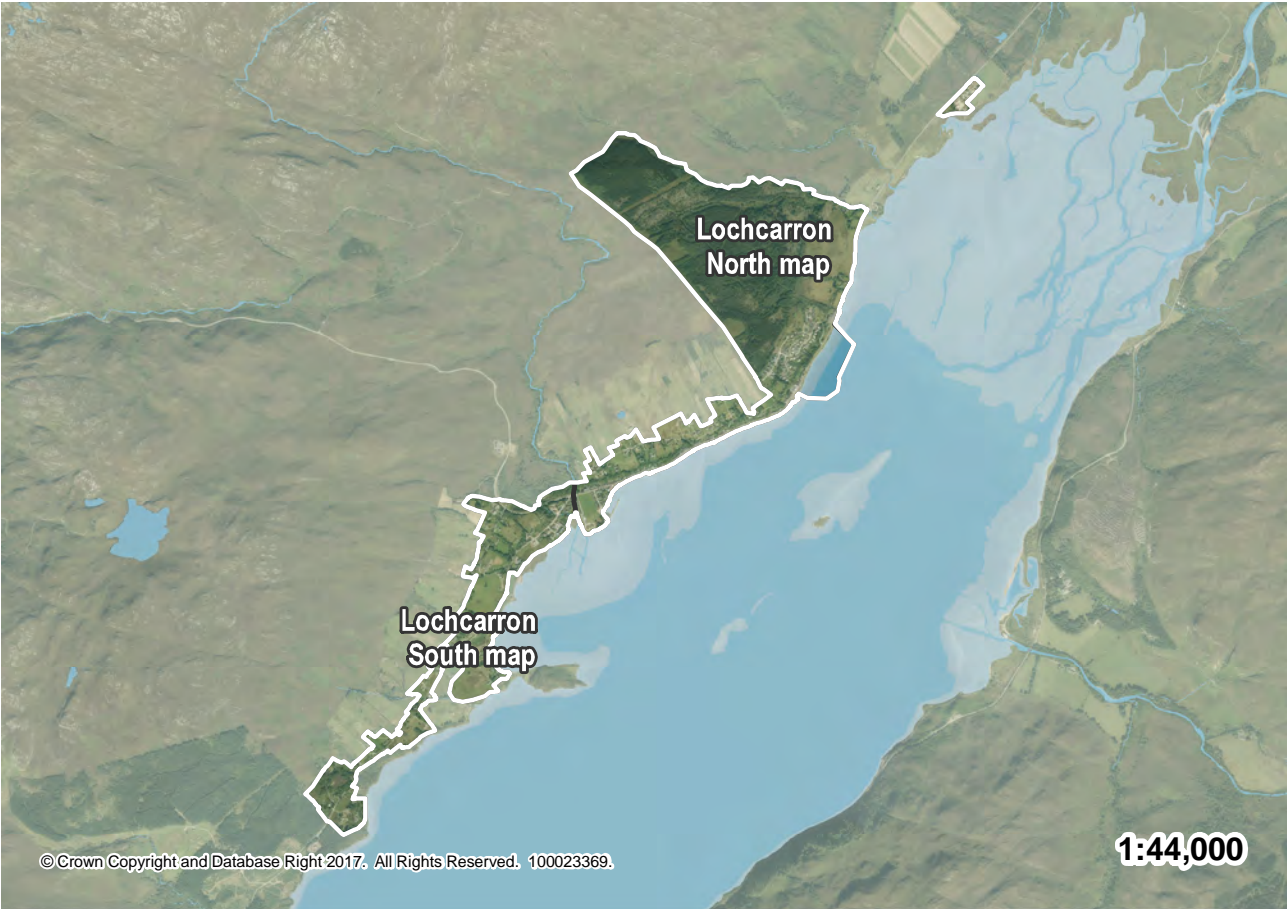 Lochcarron
North map
Lochcarron
South map
© Crown Copyright and Database Right 2017. All Rights Reserved. 100023369.
1:44,000